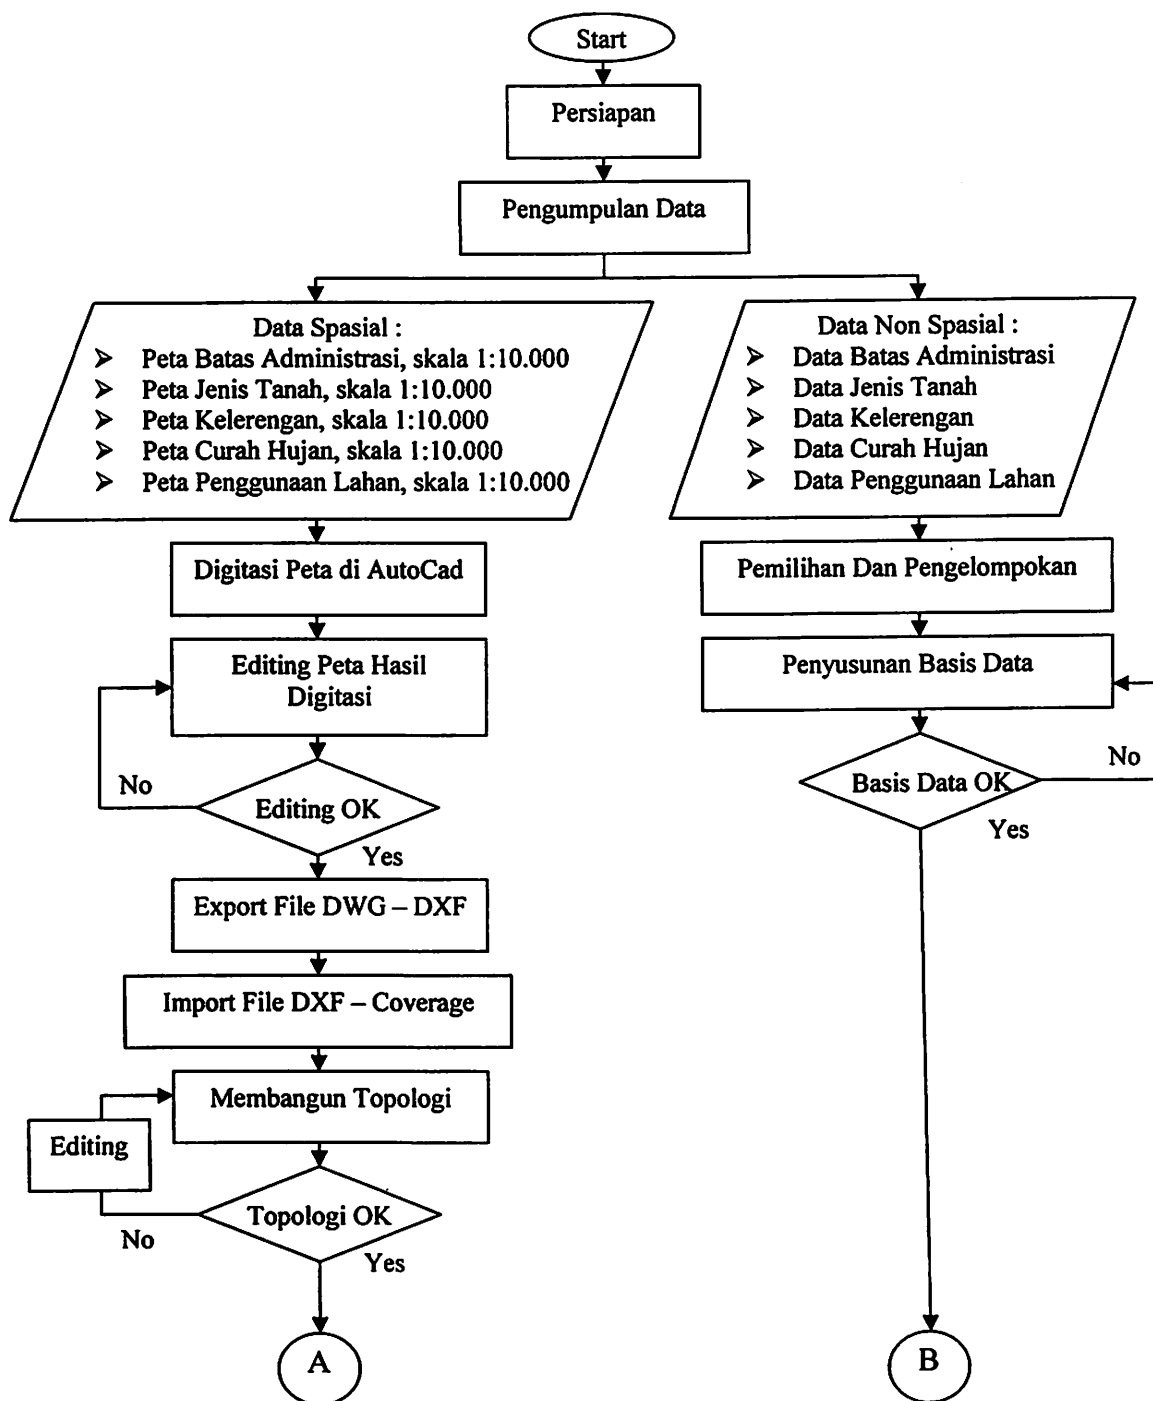 Start
Persiapan
Pengumpulan Data
Data Spasial :
➢ Peta Batas Administrasi, skala 1:10.000
➢ Peta Jenis Tanah, skala 1:10.000
➢ Peta Kelerengan, skala 1:10.000
➢ Peta Curah Hujan, skala 1:10.000
➢ Peta Penggunaan Lahan, skala 1:10.000
Data Non Spasial :
➢ Data Batas Administrasi
➢ Data Jenis Tanah
➢ Data Kelerengan
➢ Data Curah Hujan
➢ Data Penggunaan Lahan
Digitasi Peta di AutoCad
Editing Peta Hasil
Digitasi
No
Editing OK
Yes
Export File DWG – DXF
Import File DXF – Coverage
Membangun Topologi
Editing
Topologi OK
No
Yes
A
Pemilihan Dan Pengelompokan
Penyusunan Basis Data
Basis Data OK
No
Yes
B